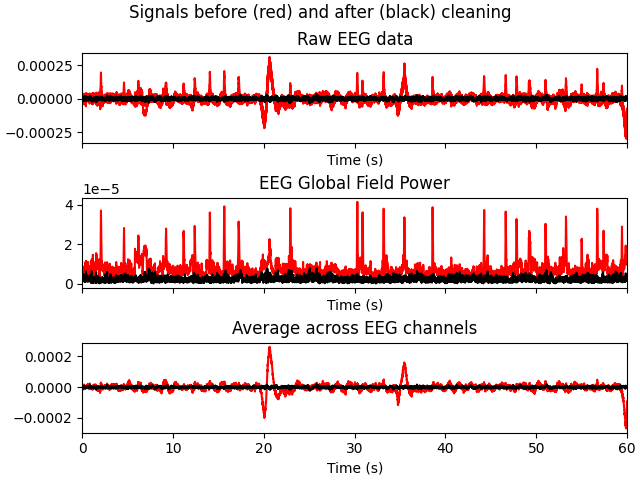 Signals before (red) and after (black) cleaning
Raw EEG data
0.00025
0.00000
−0.00025
Time (s)
1e−5
EEG Global Field Power
4
2
0
Time (s)
Average across EEG channels
0.0002
0.0000
−0.0002
0 10 20 30 40 50 60
Time (s)